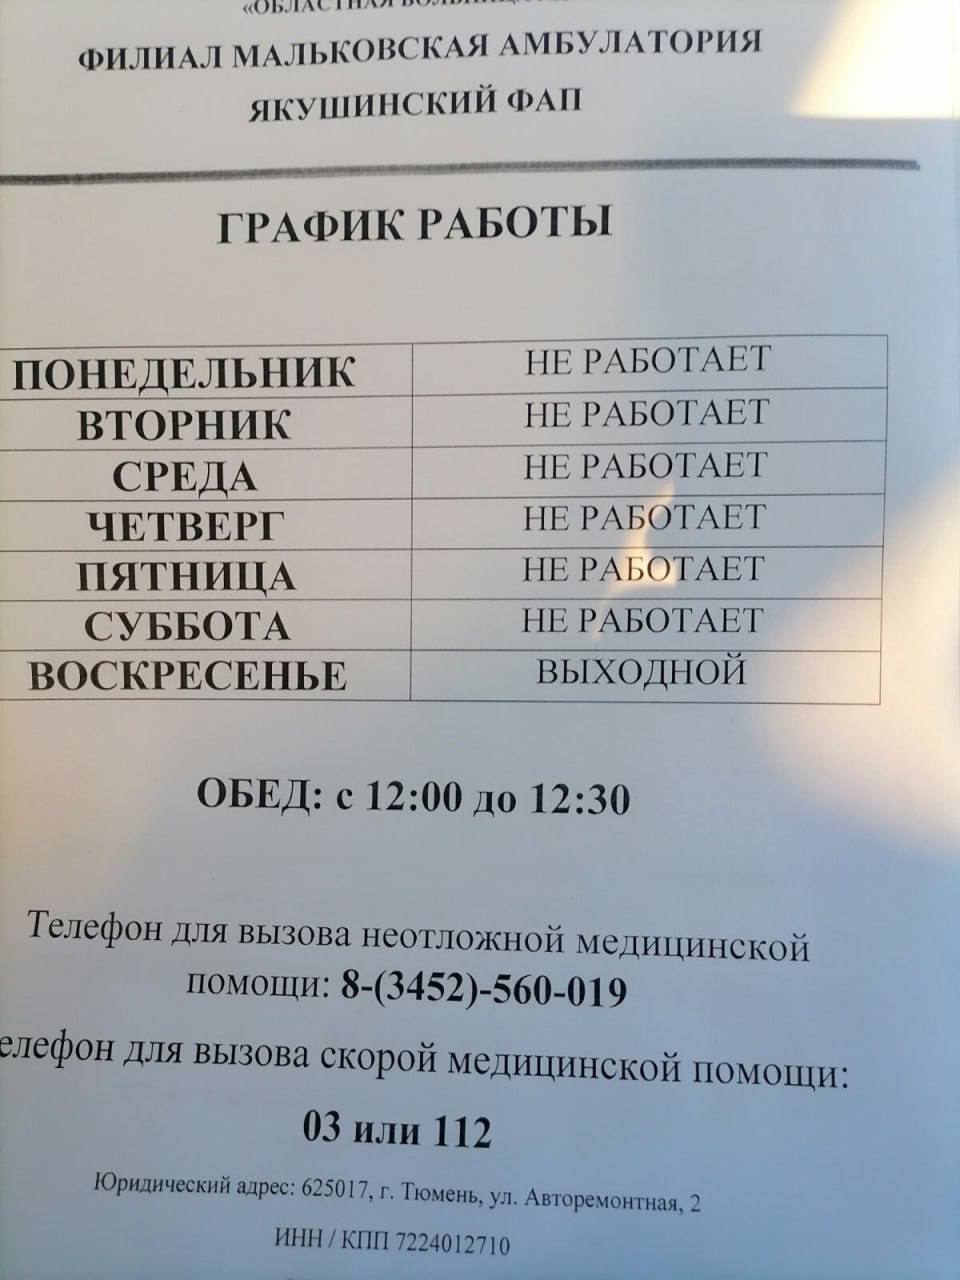 ФИЛИАЛ МАЛЬКОВСКАЯ АМБУЛАТОРИЯ
ЯКУШИНСКИЙ ФАП
ГРАФИК РАБОТЫ
ПОНЕДЕЛЬНИК НЕ РАБОТАЕТ
ВТОРНИК НЕ РАБОТАЕТ
СРЕДА НЕ РАБОТАЕТ
ЧЕТВЕРГ НЕ РАБОТАЕТ
ПЯТНИЦА НЕ РАБОТАЕТ
СУББОТА НЕ РАБОТАЕТ
ВОСКРЕСЕНЬЕ ВЫХОДНОЙ
ОБЕД: с 12:00 до 12:30
Телефон для вызова неотложной медицинской
помощи: 8-(3452)-560-019
елефон для вызова скорой медицинской помощи:
03 или 112
Юридический адрес: 625017, г. Тюмень, ул. Авторемонтная, 2
ИНН / КПП 7224012710